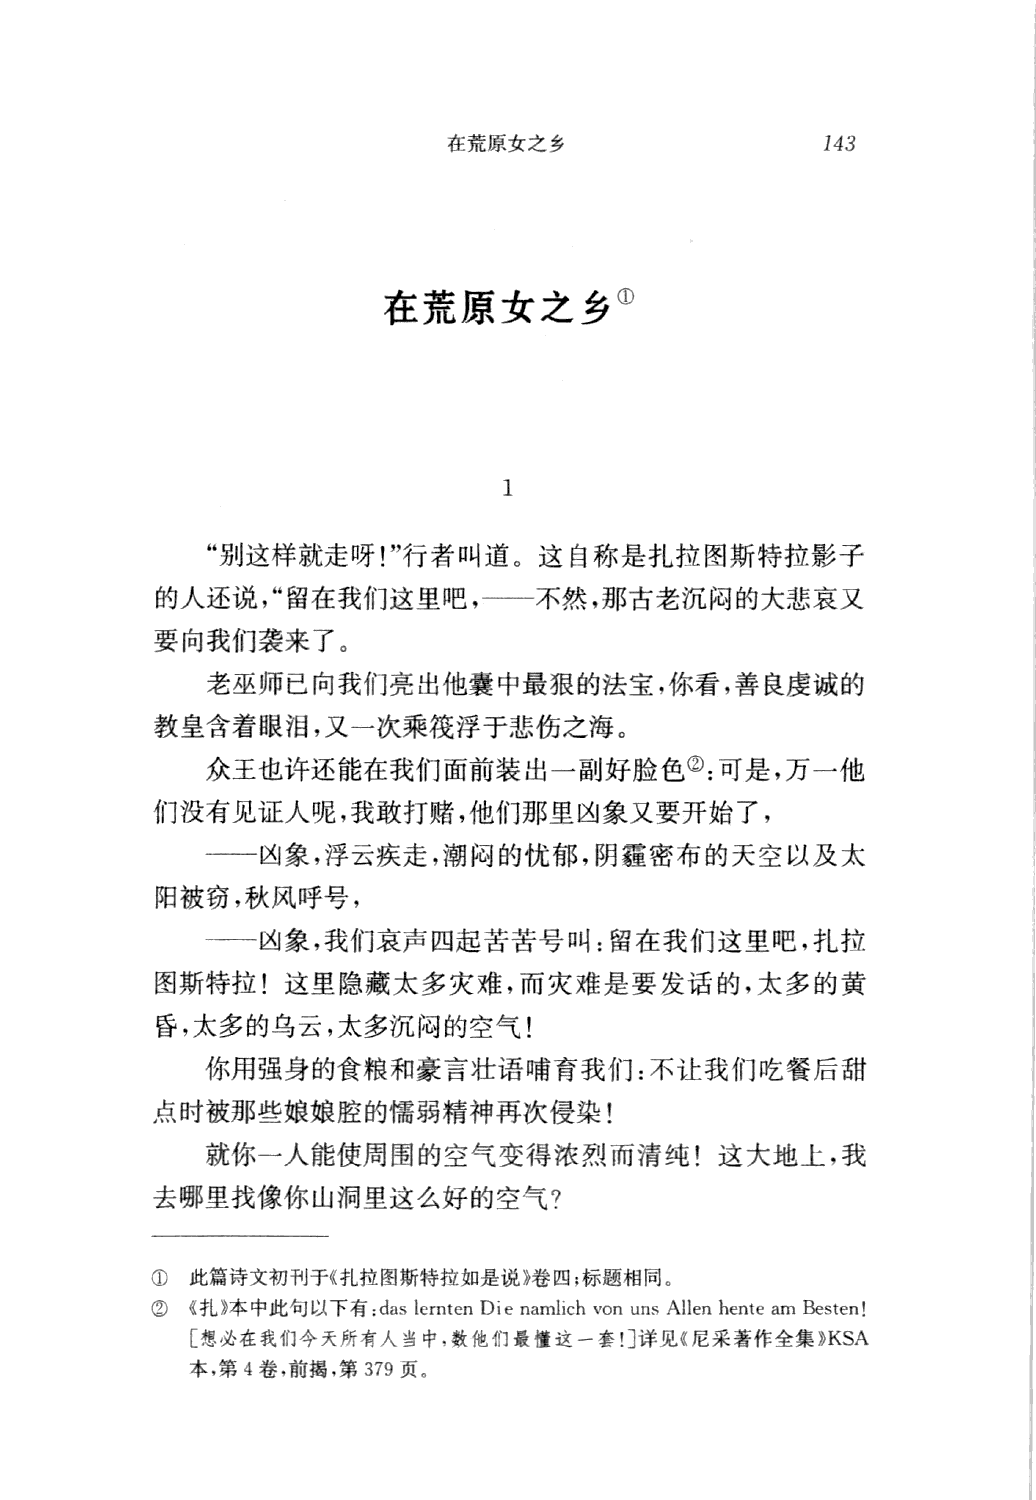 在荒原女之乡 143
在荒原女之乡①
1
“别这样就走呀!”行者叫道。这自称是扎拉图斯特拉影子
的人还说,“留在我们这里吧,——不然,那古老沉闷的大悲哀又
要向我们袭来了。
老巫师已向我们亮出他囊中最狠的法宝,你看,善良虔诚的
教皇含着眼泪,又一次乘筏浮于悲伤之海。
众王也许还能在我们面前装出一副好脸色②:可是,万一他
们没有见证人呢,我敢打赌,他们那里凶象又要开始了,
——凶象,浮云疾走,潮闷的忧郁,阴霾密布的天空以及太
阳被窃,秋风呼号,
——凶象,我们哀声四起苦苦号叫:留在我们这里吧,扎拉
图斯特拉!这里隐藏太多灾难,而灾难是要发话的,太多的黄
昏,太多的乌云,太多沉闷的空气!
你用强身的食粮和豪言壮语哺育我们:不让我们吃餐后甜
点时被那些娘娘腔的懦弱精神再次侵染!
就你一人能使周围的空气变得浓烈而清纯!这大地上,我
去哪里找像你山洞里这么好的空气?
① 此篇诗文初刊于《扎拉图斯特拉如是说》卷四;标题相同。
② 《扎》本中此句以下有:das lernten Die namlich von uns Allen hente am Besten!
[想必在我们今天所有人当中,数他们最懂这一套!]详见《尼采著作全集》KSA
本,第 4 卷,前揭,第 379 页。